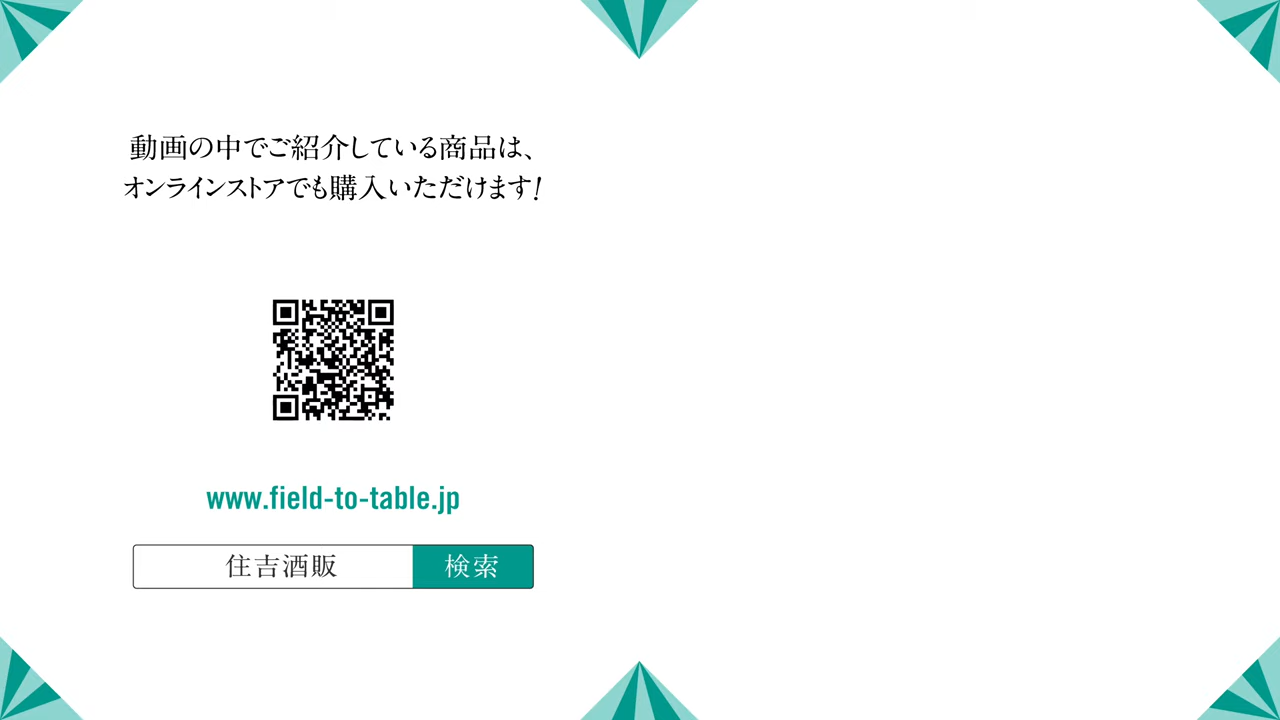 動画の中でご紹介している商品は、
オンラインストアでも購入いただけます!
www.field-to-table.jp
住吉酒販 検索